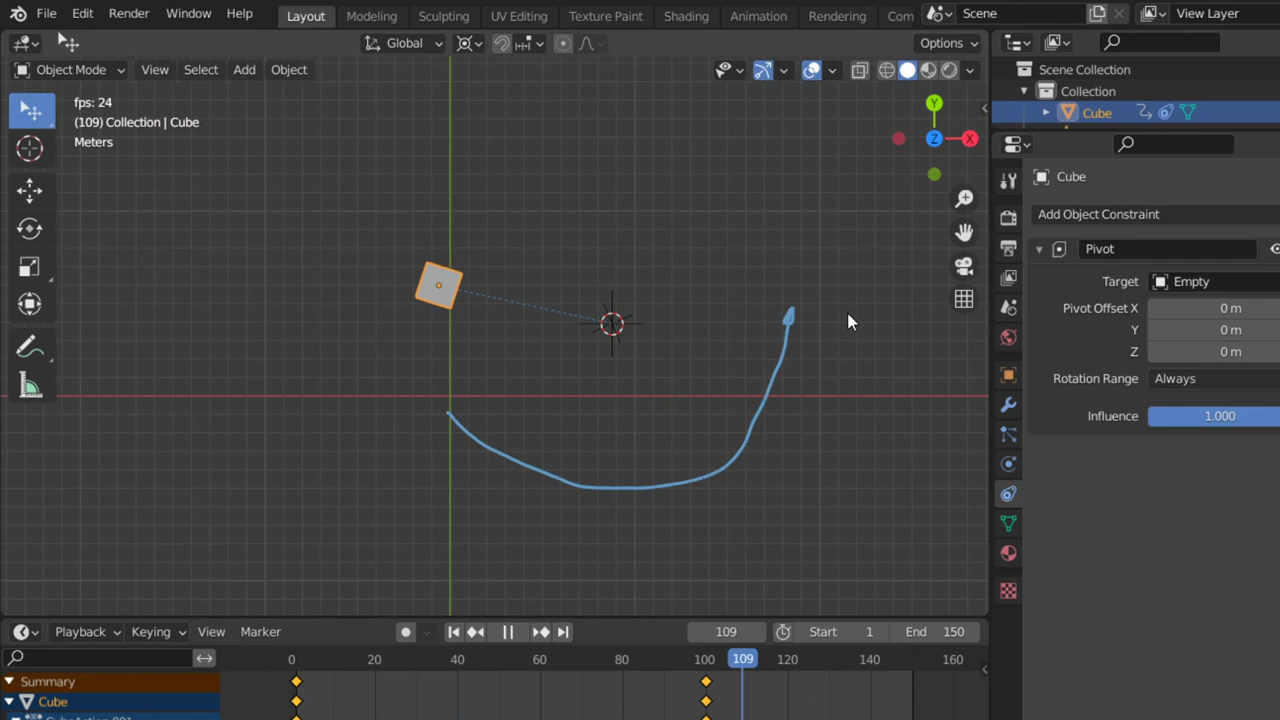 File Edit Render Window Help Layout Modeling Sculpting UV Editing Texture Paint Shading Animation Rendering Com Scene View Layer
Global Options
Object Mode View Select Add Object
Scene Collection
Collection
Cube
fps: 24
(109) Collection | Cube
Meters
Y
Z X
Cube
Add Object Constraint
Pivot
Target Empty
Pivot Offset X 0 m
Y 0 m
Z 0 m
Rotation Range Always
Influence 1.000
Playback Keying View Marker 109 Start 1 End 150
0 20 40 60 80 100 109 120 140 160
Summary
Cube
CubeAction.001